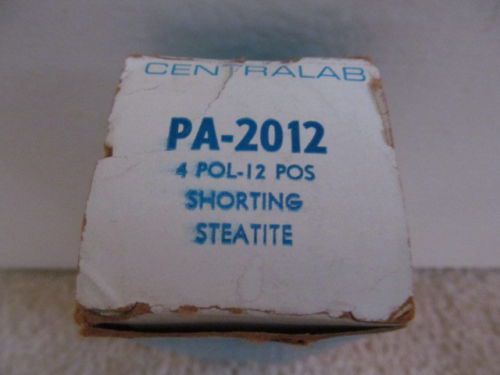 CENTRALAB
PA-2012
4 POL-12 POS
SHORTING
STEATITE